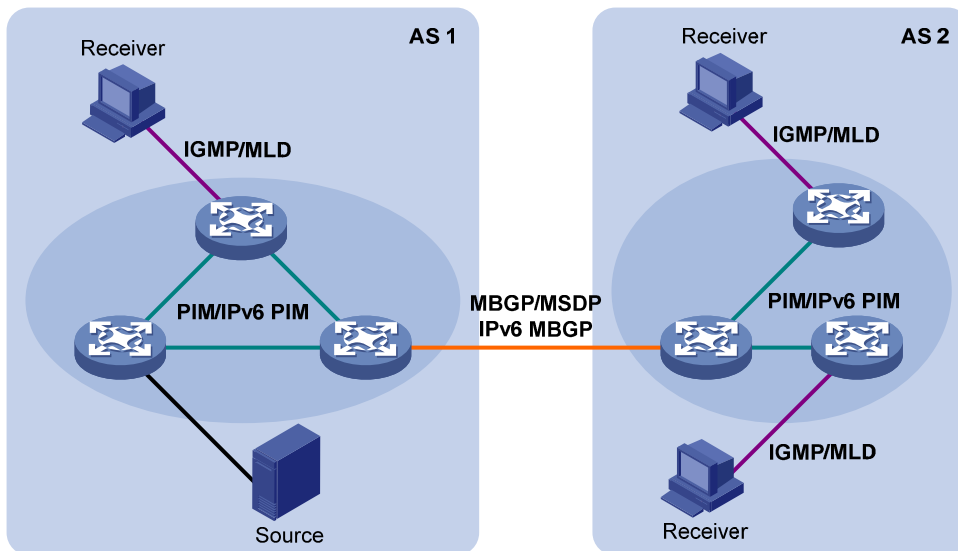 AS 1
Receiver
IGMP/MLD
PIM/IPv6 PIM
Source
MBGP/MSDP
IPv6 MBGP
AS 2
Receiver
IGMP/MLD
PIM/IPv6 PIM
IGMP/MLD
Receiver